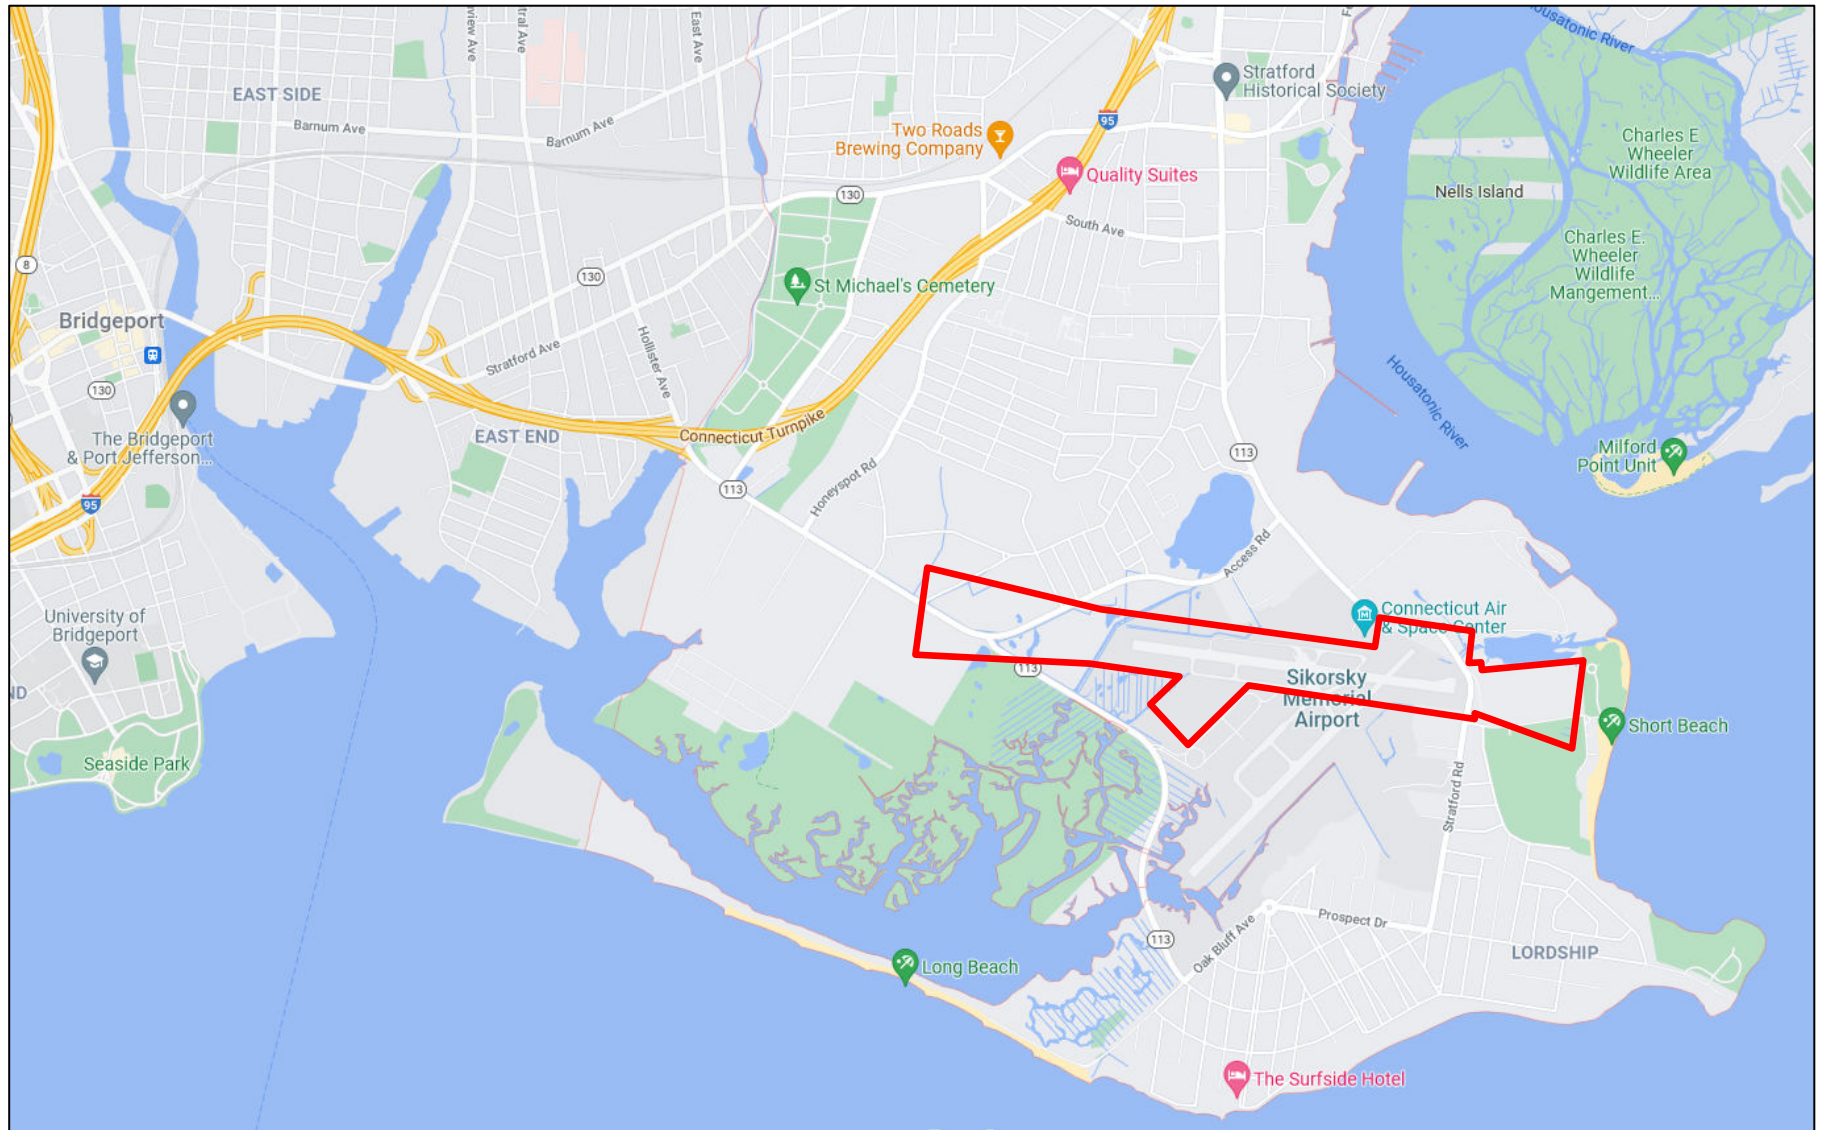 Housatonic River
East Ave
EAST SIDE
Barnum Ave
Barnum Ave
Stratford
Historical Society
95
Two Roads
Brewing Company
Quality Suites
Charles E
Wheeler
Wildlife Area
Nells Island
130
South Ave
Charles E.
Wheeler
Wildlife
Mangement...
8
130
St Michael's Cemetery
Bridgeport
Stratford Ave
Hollister Ave
130
Housatonic River
The Bridgeport
& Port Jefferson...
EAST END
Connecticut Turnpike
113
Milford
Point Unit
95
113
Honeyspot Rd
Access Rd
University of
Bridgeport
Connecticut Air
& Space Center
113
Sikorsky
Memorial
Airport
Short Beach
Seaside Park
Stratford Rd
Prospect Dr
113
Oak Bluff Ave
LORDSHIP
Long Beach
The Surfside Hotel